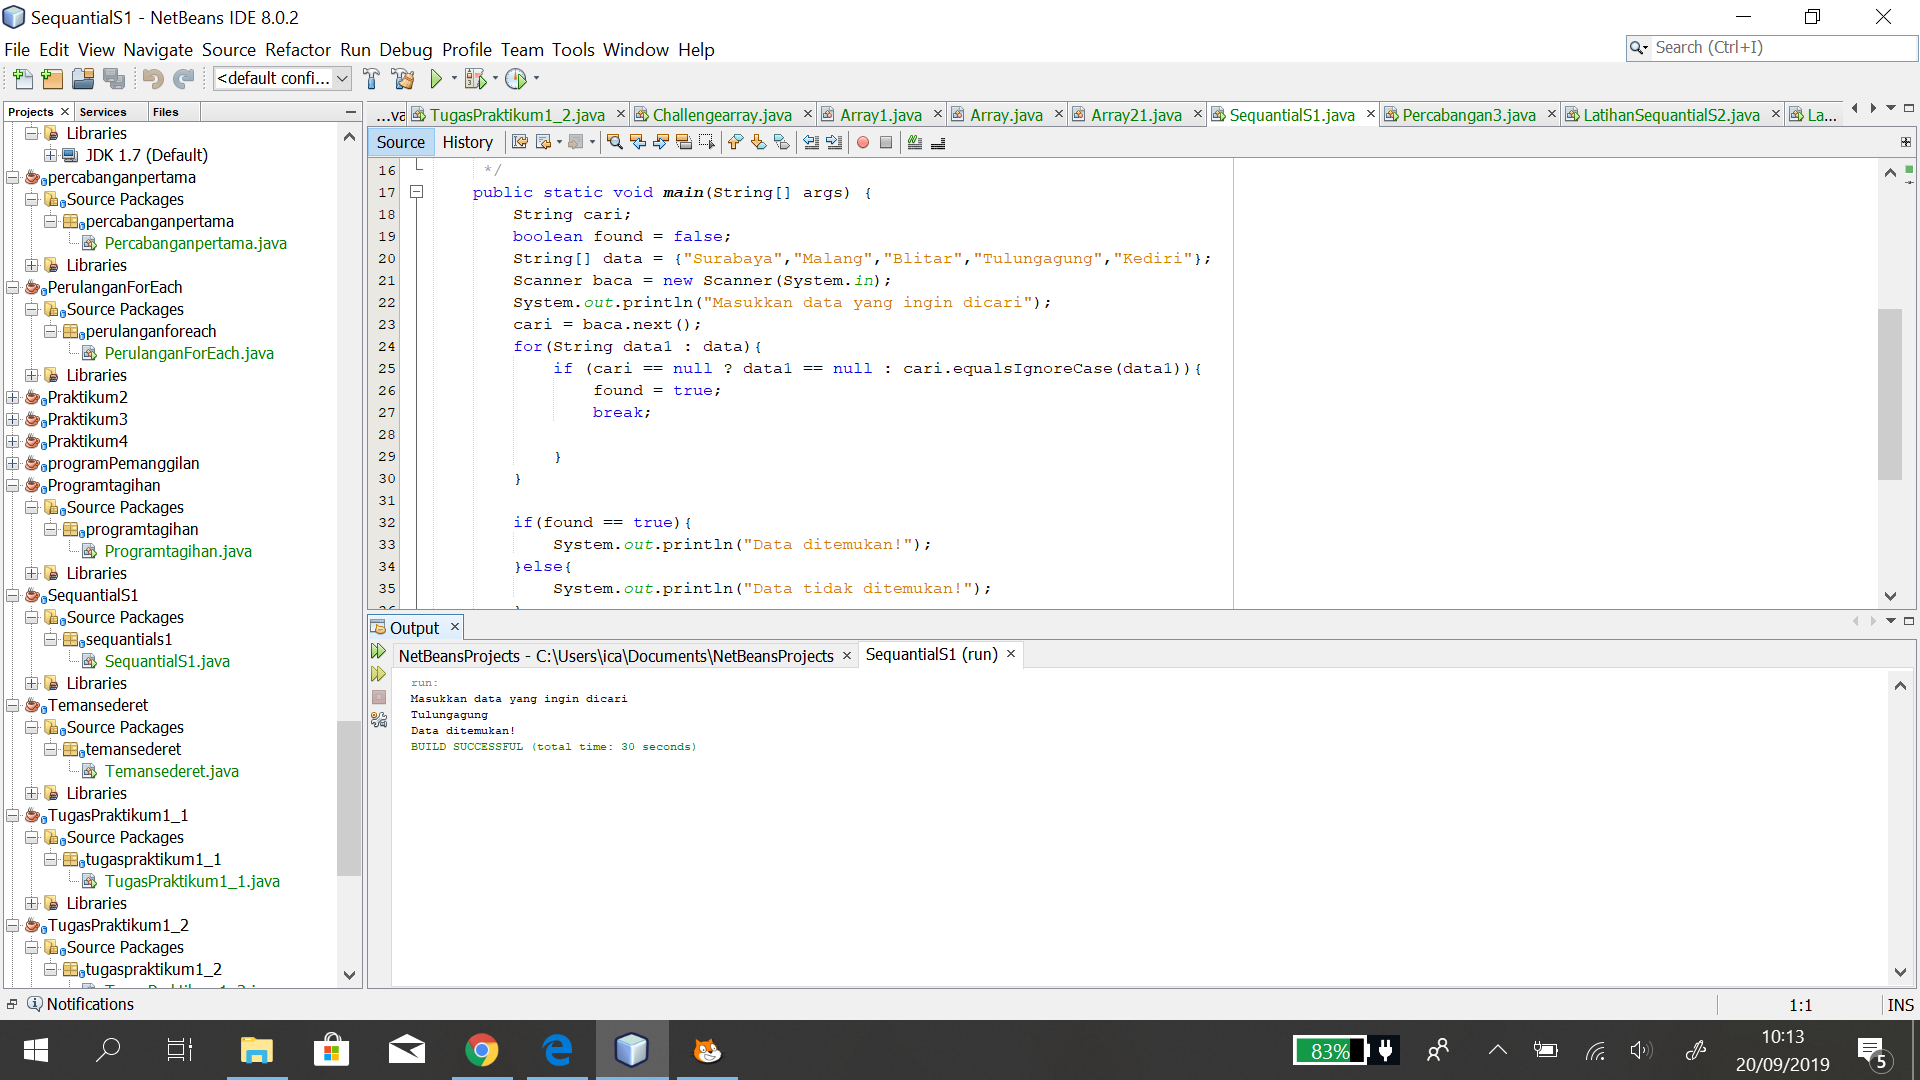 SequantialS1 - NetBeans IDE 8.0.2
File Edit View Navigate Source Refactor Run Debug Profile Team Tools Window Help
Search (Ctrl+I)
<default confi...
Projects Services Files
...va TugasPraktikum1_2.java Challengearray.java Array1.java Array.java Array21.java SequantialS1.java Percabangan3.java LatihanSequantialS2.java La...
Source History
Libraries
JDK 1.7 (Default)
percabanganpertama
Source Packages
percabanganpertama
Percabanganpertama.java
Libraries
PerulanganForEach
Source Packages
perulanganforeach
PerulanganForEach.java
Libraries
Praktikum2
Praktikum3
Praktikum4
programPemanggilan
Programtagihan
Source Packages
programtagihan
Programtagihan.java
Libraries
SequantialS1
Source Packages
sequantials1
SequantialS1.java
Libraries
Temansederet
Source Packages
temansederet
Temansederet.java
Libraries
TugasPraktikum1_1
Source Packages
tugaspraktikum1_1
TugasPraktikum1_1.java
Libraries
TugasPraktikum1_2
Source Packages
tugaspraktikum1_2
16 */
17 public static void main(String[] args) {
18 String cari;
19 boolean found = false;
20 String[] data = {"Surabaya","Malang","Blitar","Tulungagung","Kediri"};
21 Scanner baca = new Scanner(System.in);
22 System.out.println("Masukkan data yang ingin dicari");
23 cari = baca.next();
24 for(String data1 : data){
25 if (cari == null ? data1 == null : cari.equalsIgnoreCase(data1)){
26 found = true;
27 break;
28
29 }
30 }
31
32 if(found == true){
33 System.out.println("Data ditemukan!");
34 }else{
35 System.out.println("Data tidak ditemukan!");
Output
NetBeansProjects - C:\Users\ica\Documents\NetBeansProjects SequantialS1 (run)
run:
Masukkan data yang ingin dicari
Tulungagung
Data ditemukan!
BUILD SUCCESSFUL (total time: 30 seconds)
Notifications
1:1 INS
83%
10:13
20/09/2019
5